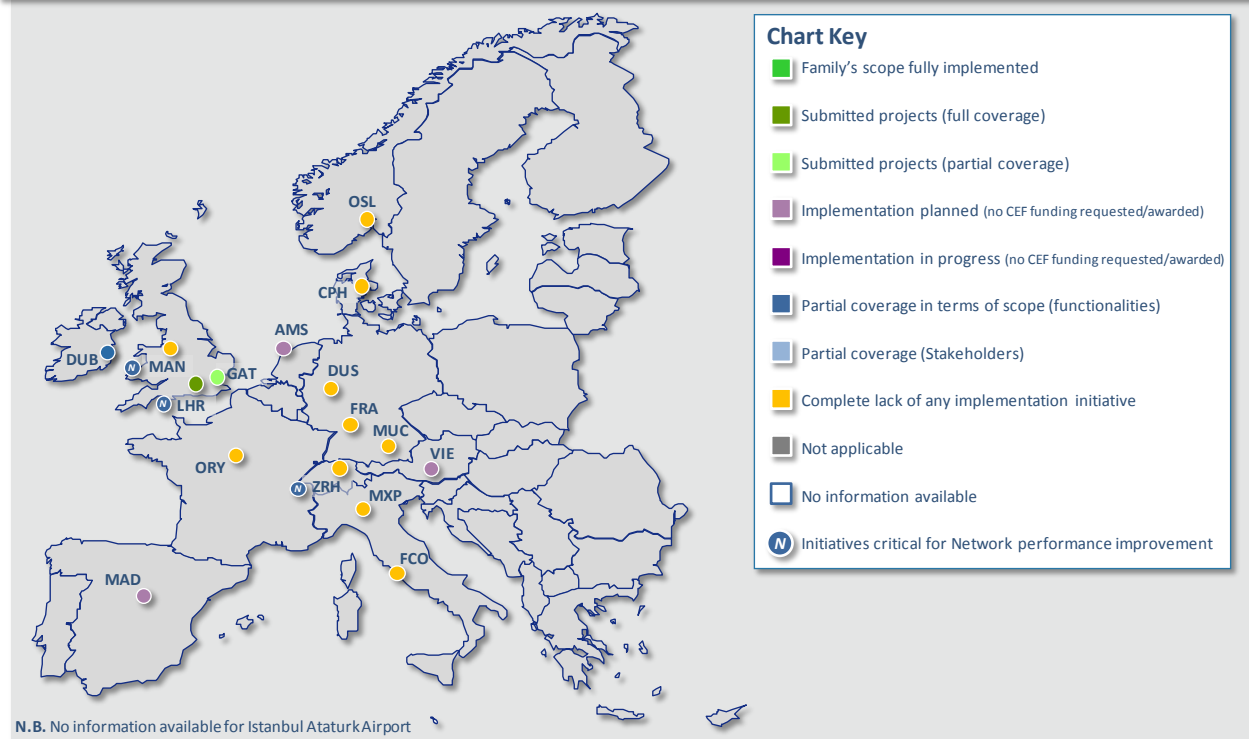 Chart Key
Family's scope fully implemented
Submitted projects (full coverage)
Submitted projects (partial coverage)
Implementation planned (no CEF funding requested/awarded)
Implementation in progress (no CEF funding requested/awarded)
Partial coverage in terms of scope (functionalities)
Partial coverage (Stakeholders)
Complete lack of any implementation initiative
Not applicable
No information available
N Initiatives critical for Network performance improvement
OSL
CPH
AMS
DUB
N
MAN
GAT
DUS
N
LHR
FRA
MUC
ORY
VIE
N
ZRH
MXP
FCO
MAD
N.B. No information available for Istanbul Ataturk Airport